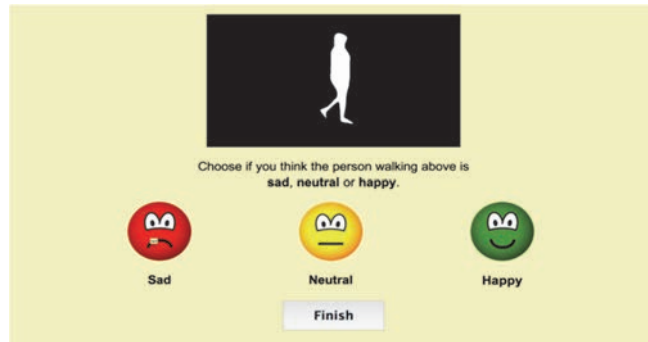 Choose if you think the person walking above is
sad, neutral or happy.
Sad
Neutral
Happy
Finish